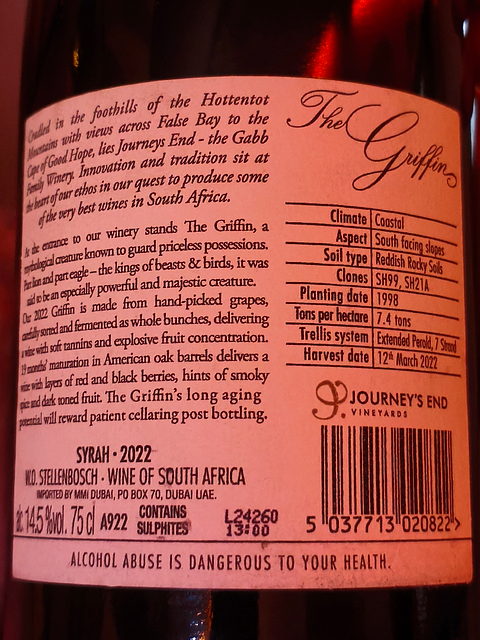 Cradled in the foothills of the Hottentot
Mountains with views across False Bay to the
Cape of Good Hope, lies Journeys End - the Gabb
Family Winery. Innovation and tradition sit at
the heart of our ethos in our quest to produce some
of the very best wines in South Africa.
At the entrance to our winery stands The Griffin, a
mythological creature known to guard priceless possessions.
Part lion and part eagle – the kings of beasts & birds, it was
said to be an especially powerful and majestic creature.
Our 2022 Griffin is made from hand-picked grapes,
carefully sorted and fermented as whole bunches, delivering
a wine with soft tannins and explosive fruit concentration.
19 months' maturation in American oak barrels delivers a
wine with layers of red and black berries, hints of smoky
spice and dark toned fruit. The Griffin's long aging
potential will reward patient cellaring post bottling.
SYRAH • 2022
W.O. STELLENBOSCH - WINE OF SOUTH AFRICA
IMPORTED BY MMI DUBAI, PO BOX 70, DUBAI UAE.
alc 14,5 %vol. 75 cl A922 CONTAINS SULPHITES
L24260
13:00
The Griffin
Climate Coastal
Aspect South facing slopes
Soil type Reddish Rocky Soils
Clones SH99, SH21A
Planting date 1998
Tons per hectare 7.4 tons
Trellis system Extended Perold, 7 Strand
Harvest date 12th March 2022
JOURNEY'S END
VINEYARDS
5 037713 020822 >
ALCOHOL ABUSE IS DANGEROUS TO YOUR HEALTH.